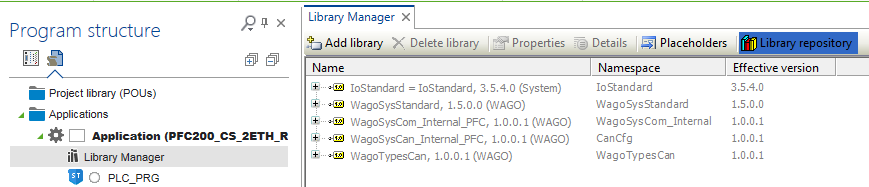 Program structure
Project library (POUs)
Applications
Application (PFC200_CS_2ETH_R
Library Manager
ST PLC_PRG
Library Manager
Add library Delete library Properties Details Placeholders Library repository
Name Namespace Effective version
IoStandard = IoStandard, 3.5.4.0 (System) IoStandard 3.5.4.0
WagoSysStandard, 1.5.0.0 (WAGO) WagoSysStandard 1.5.0.0
WagoSysCom_Internal_PFC, 1.0.0.1 (WAGO) WagoSysCom_Internal 1.0.0.1
WagoSysCan_Internal_PFC, 1.0.0.1 (WAGO) CanCfg 1.0.0.1
WagoTypesCan, 1.0.0.1 (WAGO) WagoTypesCan 1.0.0.1